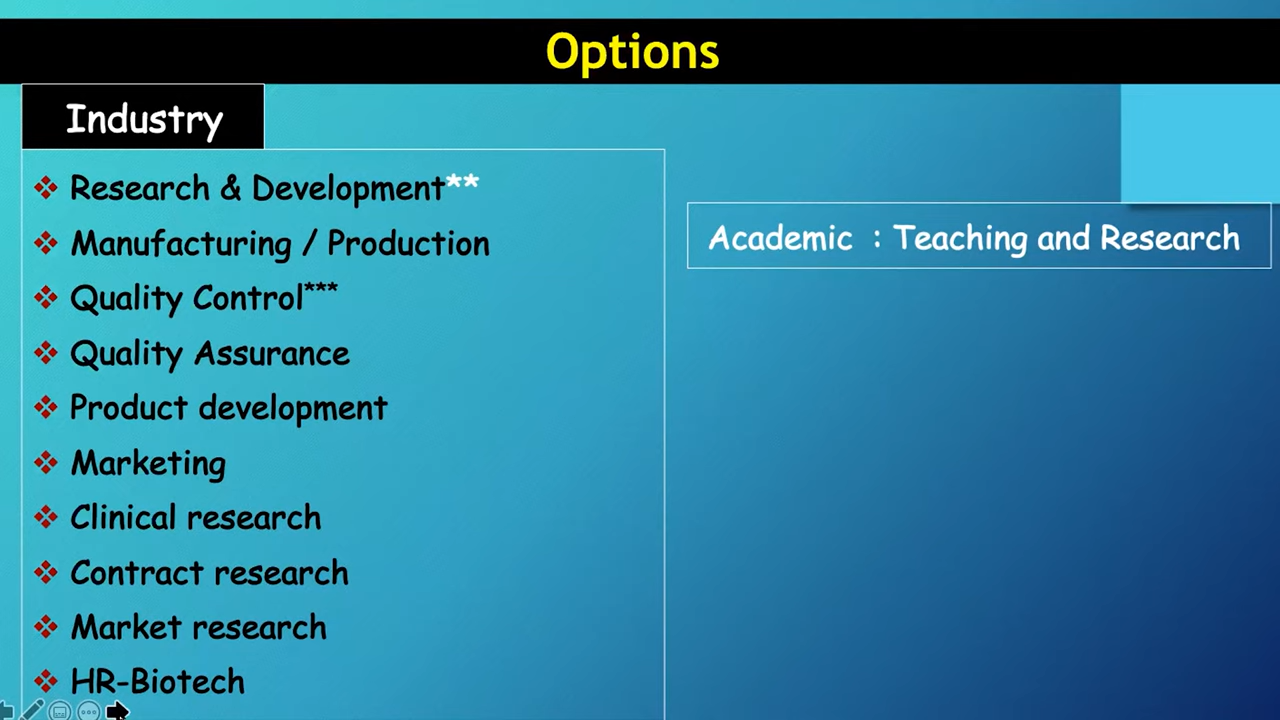 Options
Industry
Research & Development**
Manufacturing / Production
Quality Control***
Quality Assurance
Product development
Marketing
Clinical research
Contract research
Market research
HR-Biotech
Academic : Teaching and Research